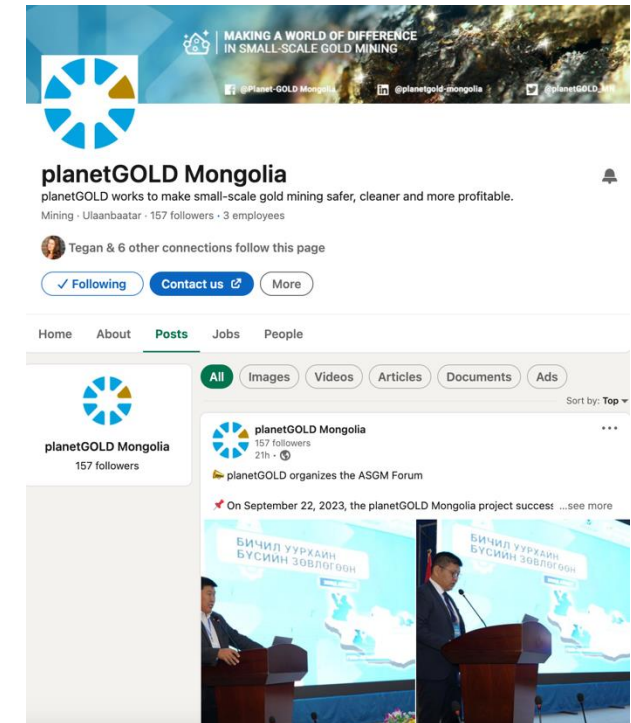 MAKING A WORLD OF DIFFERENCE
IN SMALL-SCALE GOLD MINING
@Planet-GOLD Mongolia
@planetgold-mongolia
@planetGOLD_MN
planetGOLD Mongolia
planetGOLD works to make small-scale gold mining safer, cleaner and more profitable.
Mining · Ulaanbaatar · 157 followers · 3 employees
Tegan & 6 other connections follow this page
✓ Following
Contact us
More
Home About Posts Jobs People
All Images Videos Articles Documents Ads
Sort by: Top
planetGOLD Mongolia
157 followers
planetGOLD Mongolia
157 followers
21h •
planetGOLD organizes the ASGM Forum
On September 22, 2023, the planetGOLD Mongolia project success ...see more
БИЧИЛ УУРХАЙН
БҮСИЙН ЗӨВЛӨГӨӨН
БИЧИЛ УУРХАЙН
БҮСИЙН ЗӨВЛӨГӨӨН